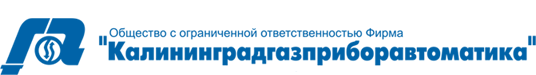 Общество с ограниченной ответственностью Фирма
"Калининградгазприборавтоматика"